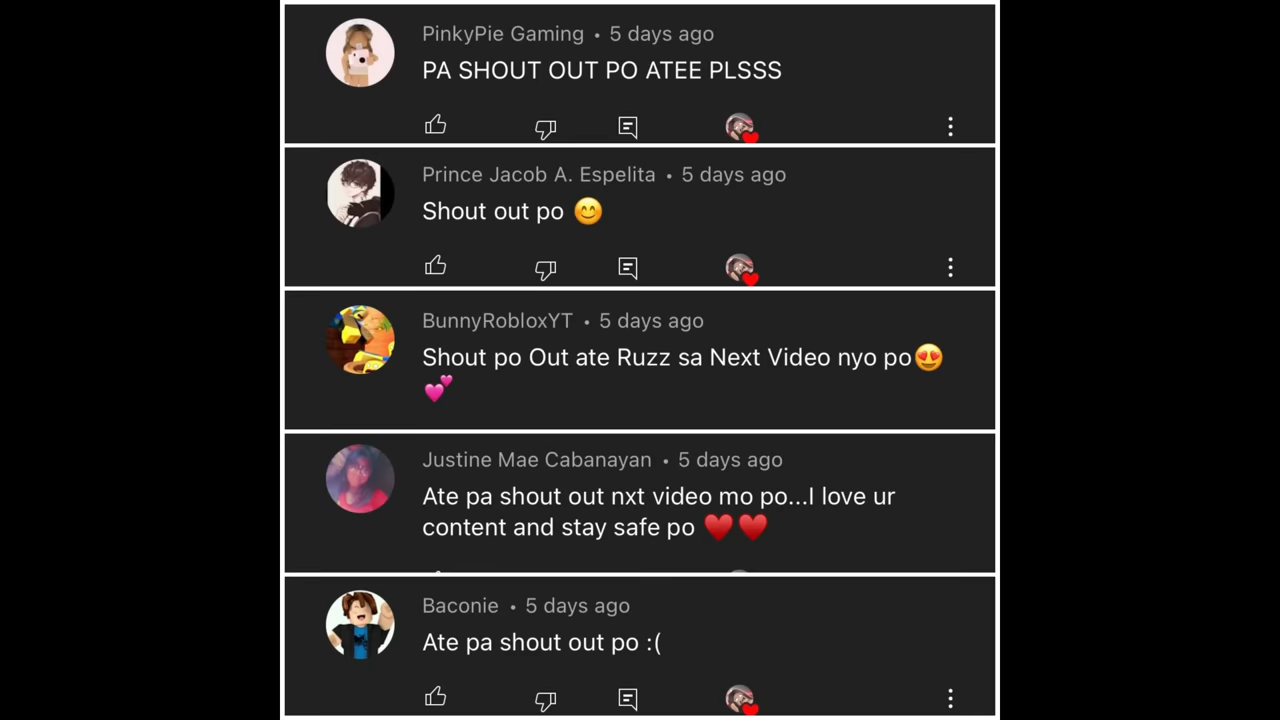 PinkyPie Gaming • 5 days ago
PA SHOUT OUT PO ATEE PLSSS
Prince Jacob A. Espelita • 5 days ago
Shout out po 😊
BunnyRobloxYT • 5 days ago
Shout po Out ate Ruzz sa Next Video nyo po😍
💕
Justine Mae Cabanayan • 5 days ago
Ate pa shout out nxt video mo po...I love ur
content and stay safe po ❤️❤️
Baconie • 5 days ago
Ate pa shout out po :(